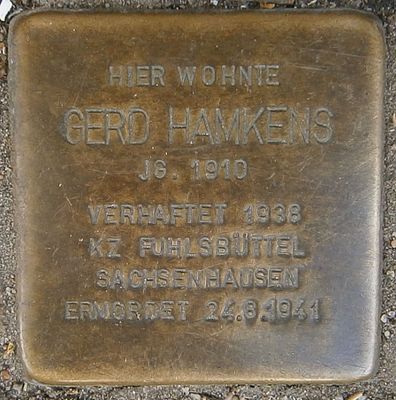 HIER WOHNTE
GERD HAMKENS
JG. 1910
VERHAFTET 1938
KZ FUHLSBÜTTEL
SACHSENHAUSEN
ERMORDET 24.8.1941